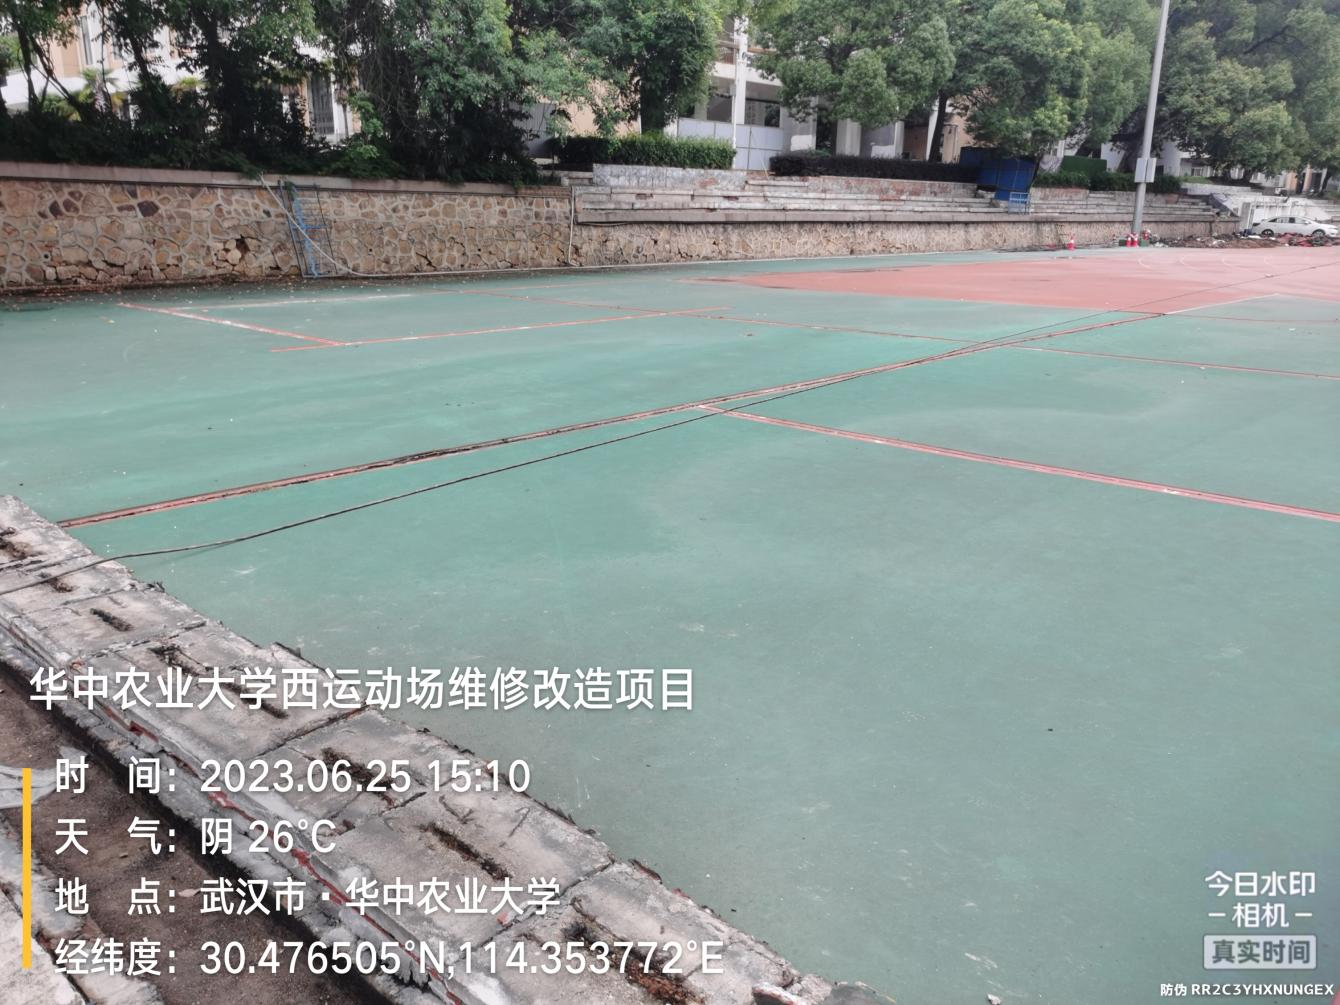 华中农业大学西运动场维修改造项目
时 间：2023.06.25 15:10
天 气：阴 26°C
地 点：武汉市·华中农业大学
经纬度：30.476505°N,114.353772°E
今日水印
-相机-
真实时间
防伪 RR2C3YHXNUNGEX